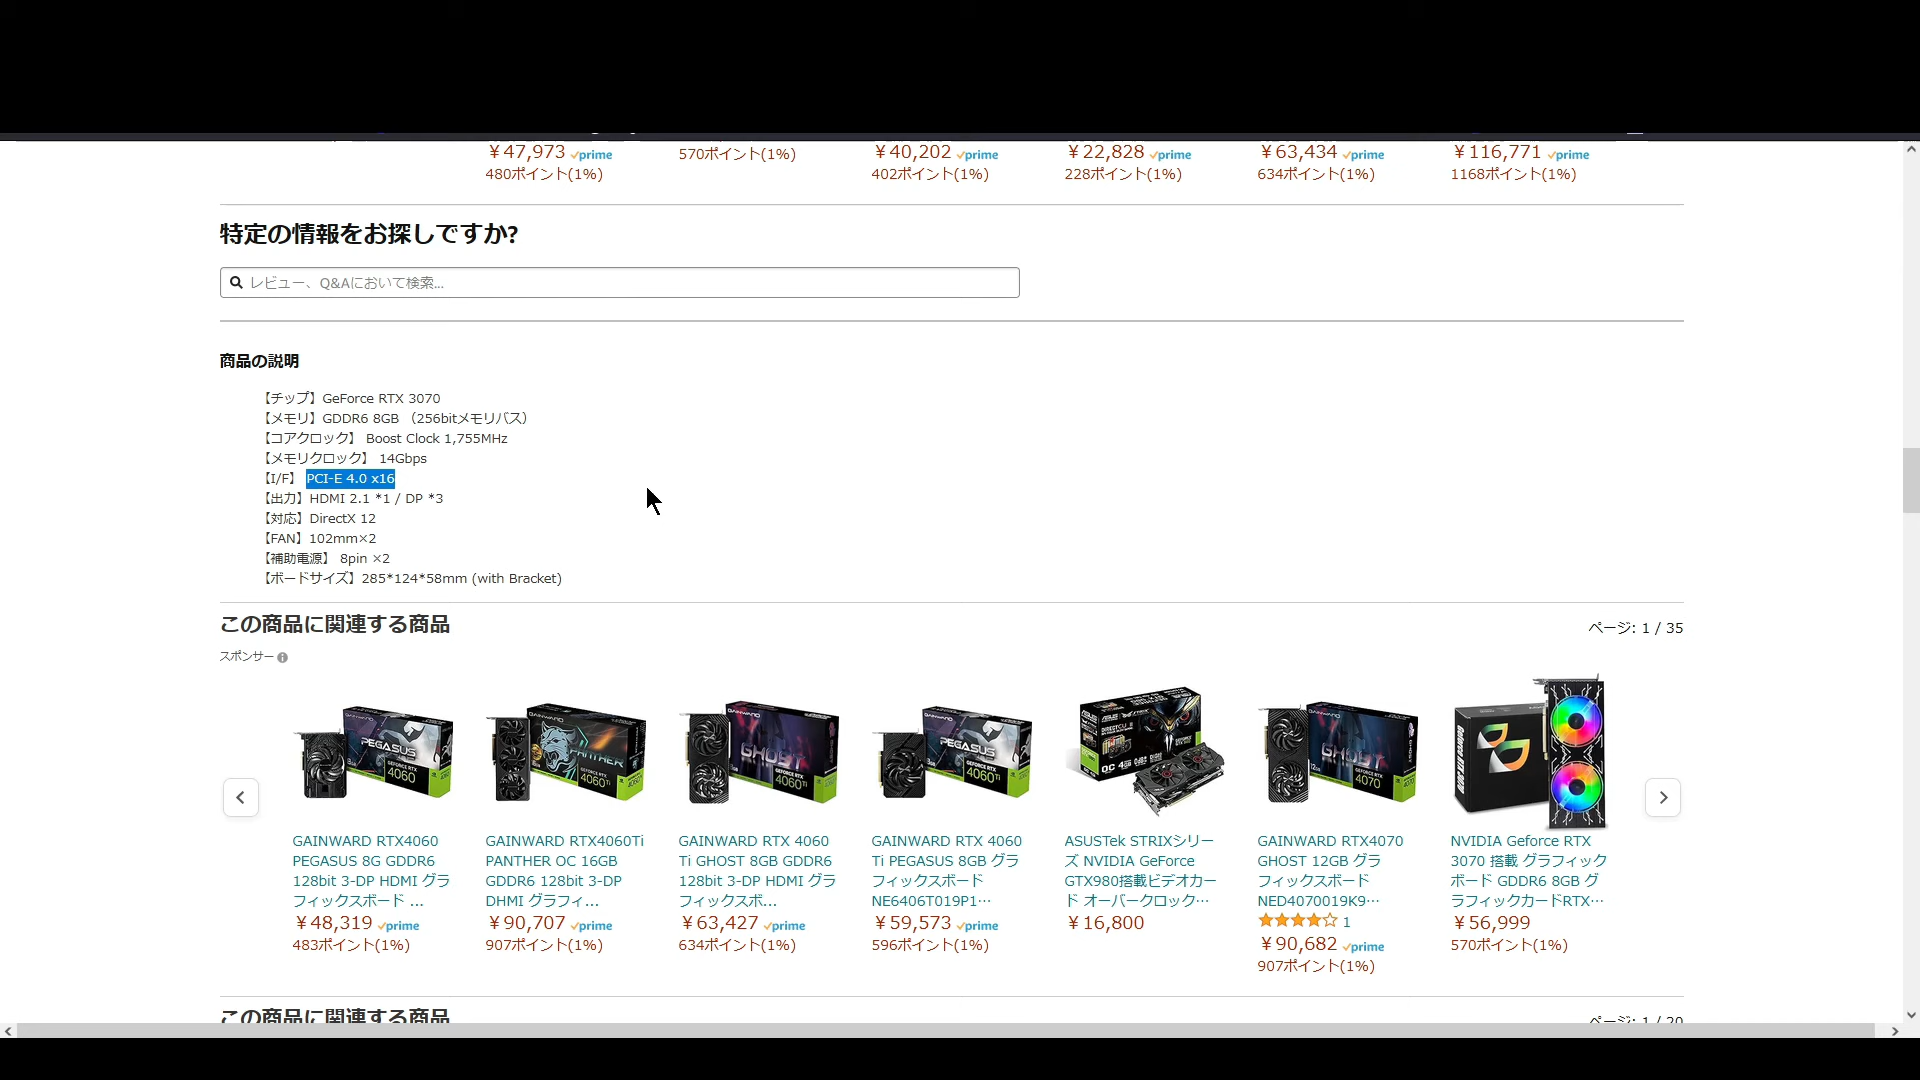 ￥47,973 prime
480ポイント(1%)
570ポイント(1%)
￥40,202 prime
402ポイント(1%)
￥22,828 prime
228ポイント(1%)
￥63,434 prime
634ポイント(1%)
￥116,771 prime
1168ポイント(1%)
特定の情報をお探しですか?
レビュー、Q&Aにおいて検索...
商品の説明
【チップ】GeForce RTX 3070
【メモリ】GDDR6 8GB （256bitメモリバス）
【コアクロック】 Boost Clock 1,755MHz
【メモリクロック】 14Gbps
【I/F】 PCI-E 4.0 x16
【出力】HDMI 2.1 *1 / DP *3
【対応】DirectX 12
【FAN】102mm×2
【補助電源】 8pin ×2
【ボードサイズ】285*124*58mm (with Bracket)
この商品に関連する商品
ページ: 1 / 35
スポンサー
GAINWARD RTX4060
PEGASUS 8G GDDR6
128bit 3-DP HDMI グラ
フィックスボード ...
￥48,319 prime
483ポイント(1%)
GAINWARD RTX4060Ti
PANTHER OC 16GB
GDDR6 128bit 3-DP
DHMI グラフィ...
￥90,707 prime
907ポイント(1%)
GAINWARD RTX 4060
Ti GHOST 8GB GDDR6
128bit 3-DP HDMI グラ
フィックスボ...
￥63,427 prime
634ポイント(1%)
GAINWARD RTX 4060
Ti PEGASUS 8GB グラ
フィックスボード
NE6406T019P1…
￥59,573 prime
596ポイント(1%)
ASUSTek STRIXシリー
ズ NVIDIA GeForce
GTX980搭載ビデオカー
ド オーバークロック…
￥16,800
GAINWARD RTX4070
GHOST 12GB グラ
フィックスボード
NED4070019K9…
1
￥90,682 prime
907ポイント(1%)
NVIDIA Geforce RTX
3070 搭載 グラフィック
ボード GDDR6 8GB グ
ラフィックカードRTX…
￥56,999
570ポイント(1%)
この商品に関連する商品
ページ: 1 / 20